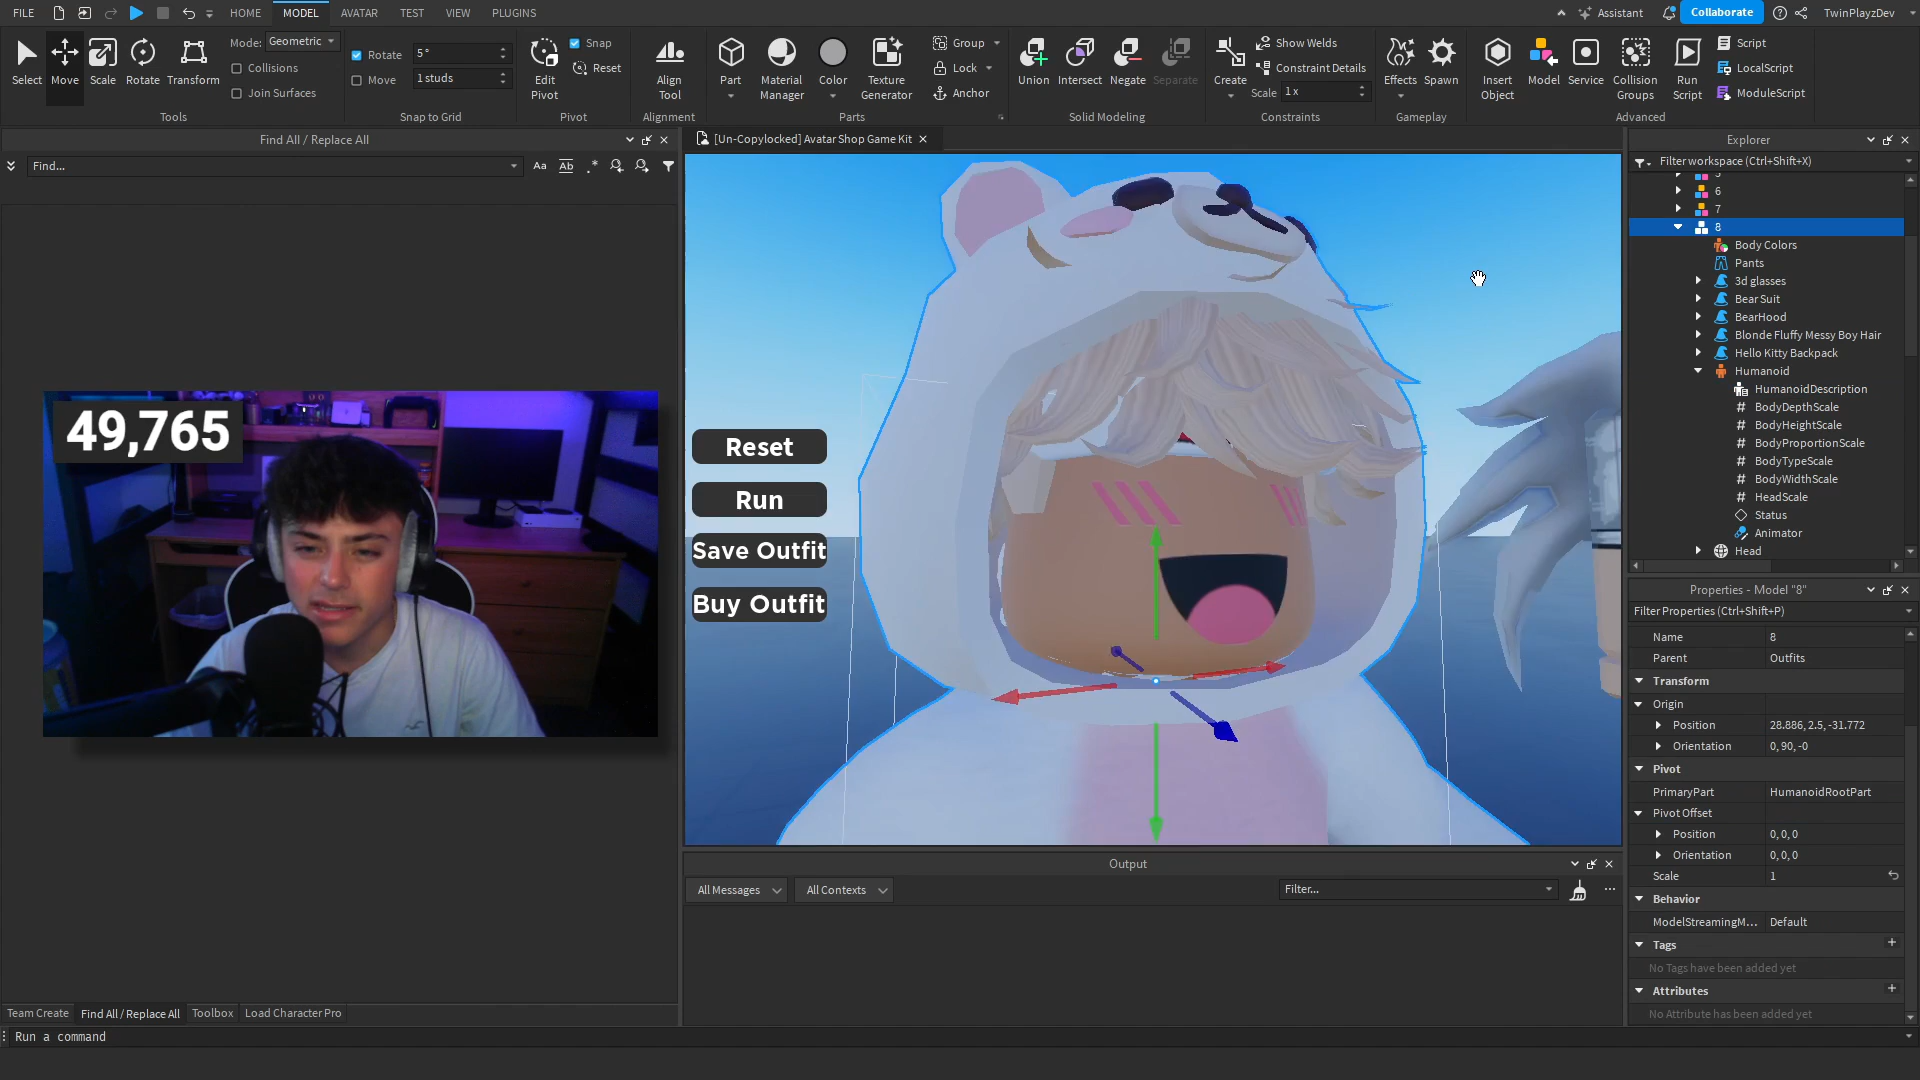 FILE
HOME
MODEL
AVATAR
TEST
VIEW
PLUGINS
Assistant
Collaborate
TwinPlayzDev
Select
Move
Scale
Rotate
Transform
Mode: Geometric
Collisions
Join Surfaces
Tools
Rotate 5 °
Move 1 studs
Snap to Grid
Edit Pivot
Snap
Reset
Pivot
Align Tool
Alignment
Part
Material Manager
Color
Texture Generator
Group
Lock
Anchor
Parts
Union
Intersect
Negate
Separate
Solid Modeling
Create
Show Welds
Constraint Details
Scale 1 x
Constraints
Effects
Spawn
Gameplay
Insert Object
Model
Service
Collision Groups
Run Script
Script
LocalScript
ModuleScript
Advanced
Find All / Replace All
Find...
Aa
Ab
.*
49,765
[Un-Copylocked] Avatar Shop Game Kit
Reset
Run
Save Outfit
Buy Outfit
Output
All Messages
All Contexts
Filter...
Explorer
Filter workspace (Ctrl+Shift+X)
5
6
7
8
Body Colors
Pants
3d glasses
Bear Suit
BearHood
Blonde Fluffy Messy Boy Hair
Hello Kitty Backpack
Humanoid
HumanoidDescription
BodyDepthScale
BodyHeightScale
BodyProportionScale
BodyTypeScale
BodyWidthScale
HeadScale
Status
Animator
Head
Properties - Model "8"
Filter Properties (Ctrl+Shift+P)
Name 8
Parent Outfits
Transform
Origin
Position 28.886, 2.5, -31.772
Orientation 0, 90, -0
Pivot
PrimaryPart HumanoidRootPart
Pivot Offset
Position 0, 0, 0
Orientation 0, 0, 0
Scale 1
Behavior
ModelStreamingM... Default
Tags
No Tags have been added yet
Attributes
No Attribute has been added yet
Team Create
Find All / Replace All
Toolbox
Load Character Pro
Run a command